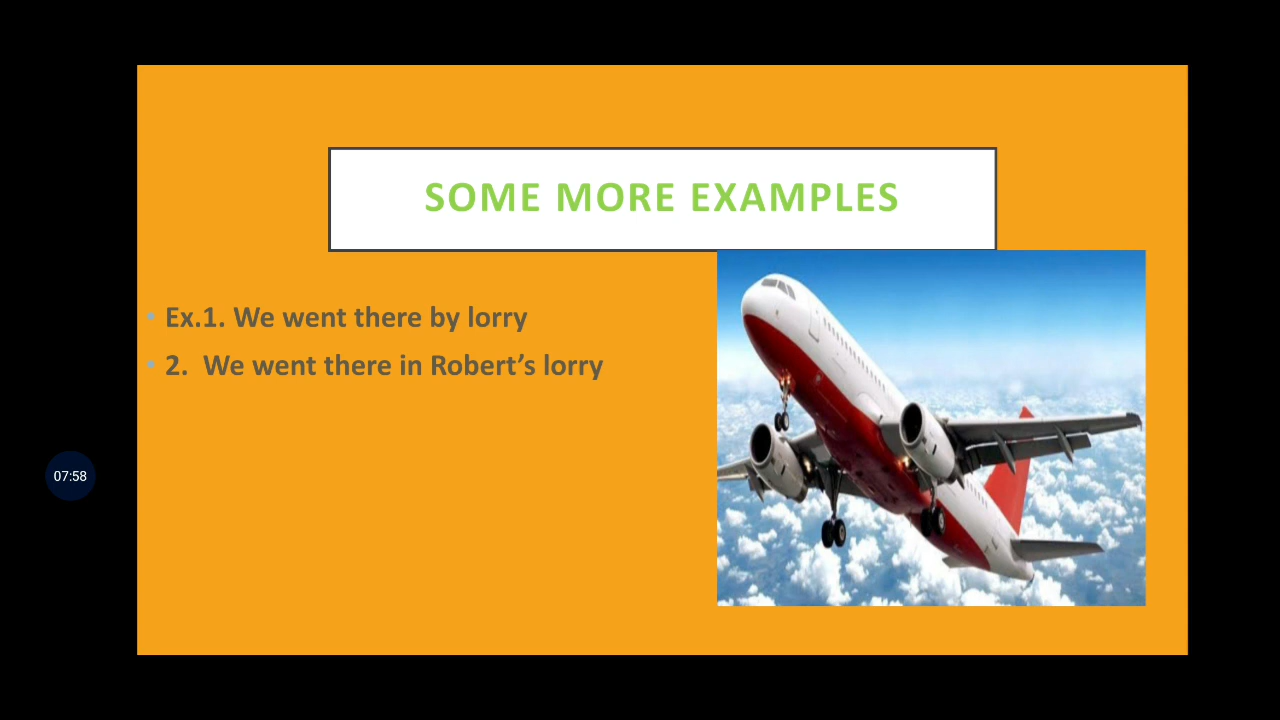 SOME MORE EXAMPLES
• Ex.1. We went there by lorry
• 2. We went there in Robert’s lorry
07:58